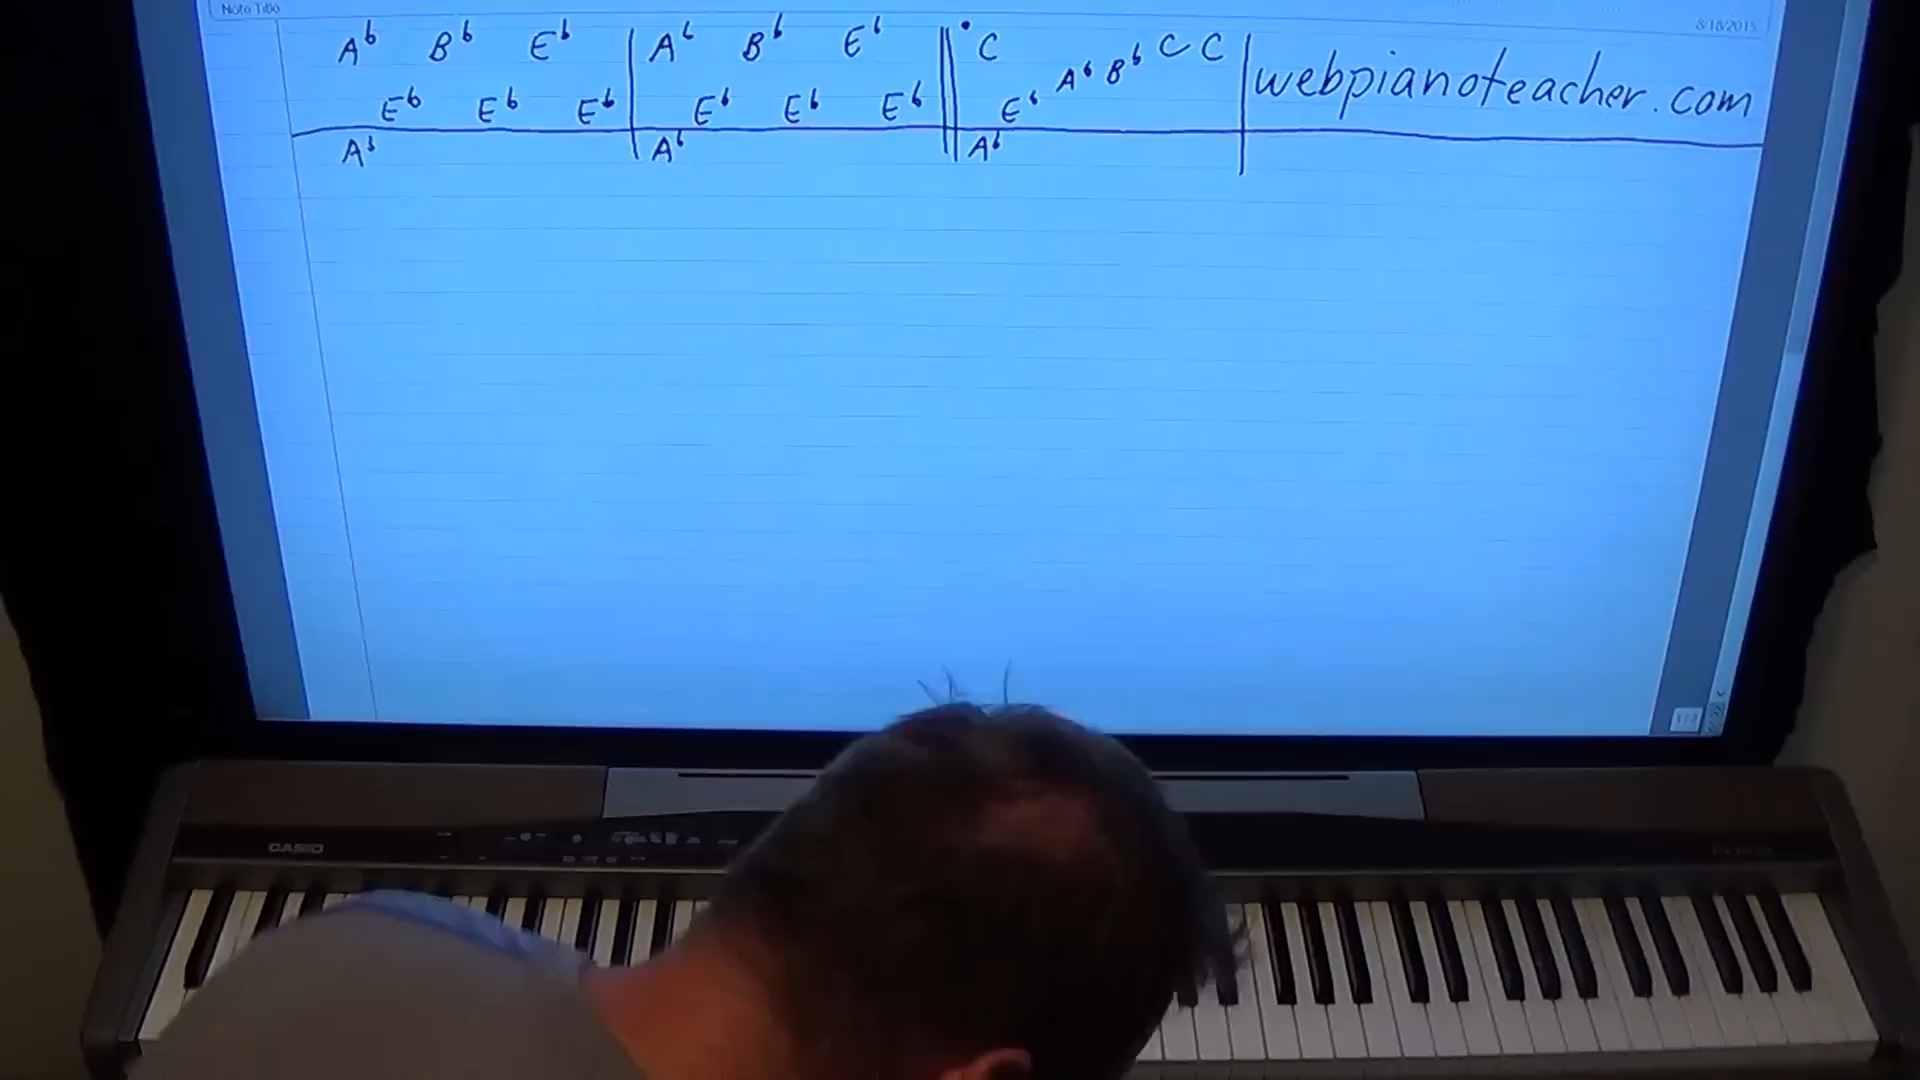 Note Title
8/18/2015
A♭ B♭ E♭ | A♭ B♭ E♭ || C A♭ B♭ C C | webpianoteacher.com
E♭ E♭ E♭ | E♭ E♭ E♭ || E♭
A♭ | A♭ || A♭
CASIO